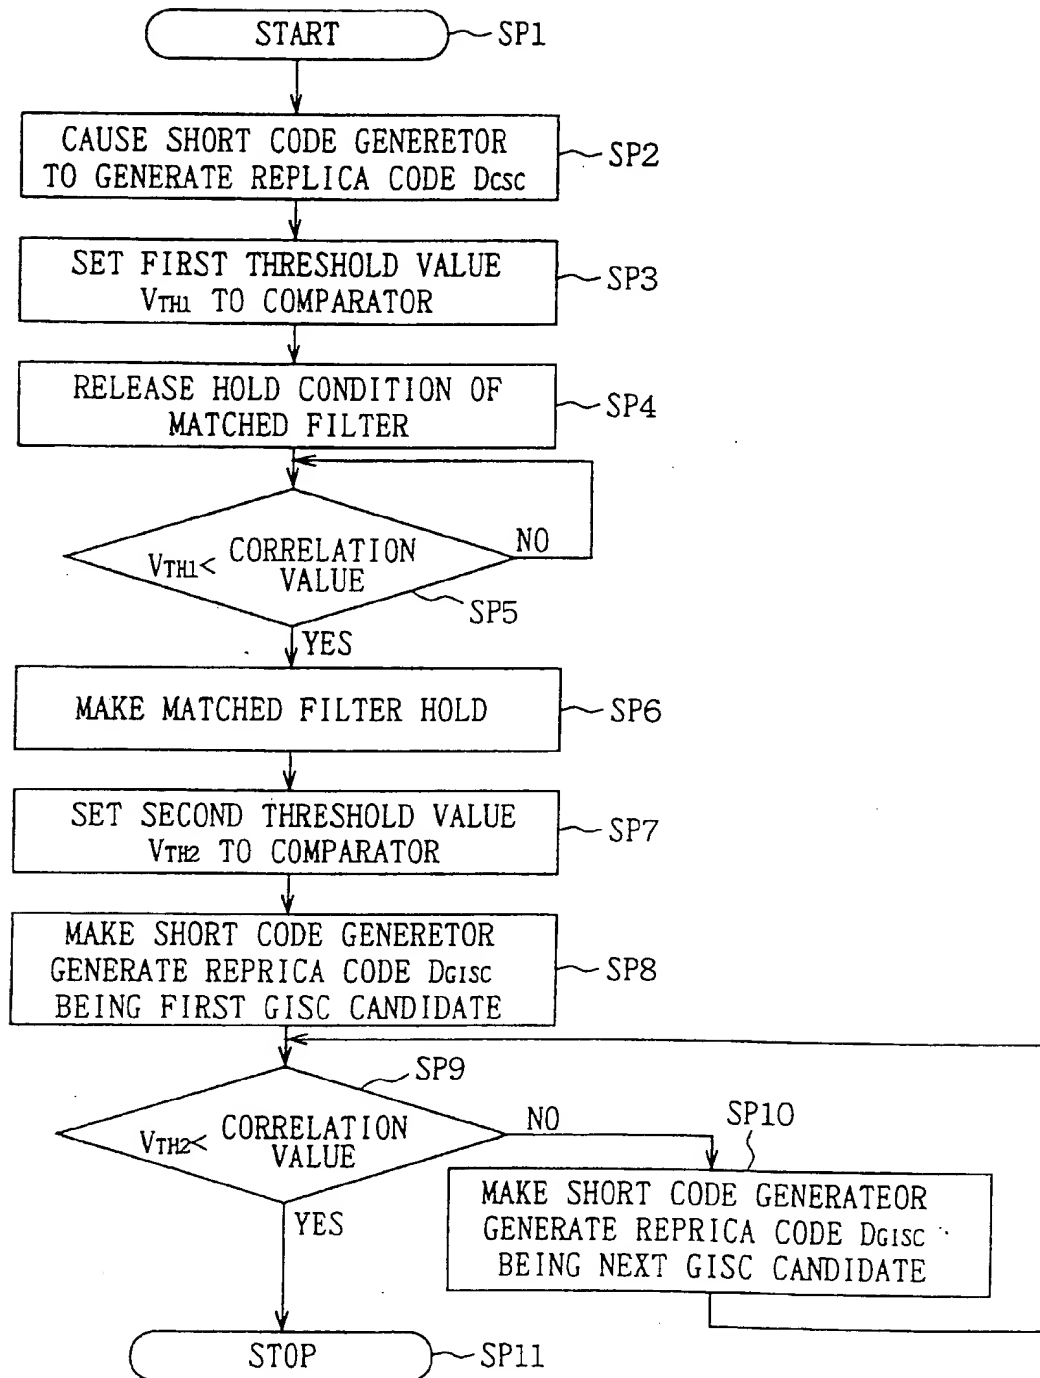 START
SP1
CAUSE SHORT CODE GENERETOR
TO GENERATE REPLICA CODE DCSC
SP2
SET FIRST THRESHOLD VALUE
VTH1 TO COMPARATOR
SP3
RELEASE HOLD CONDITION OF
MATCHED FILTER
SP4
VTH1< CORRELATION
VALUE
NO
SP5
YES
MAKE MATCHED FILTER HOLD
SP6
SET SECOND THRESHOLD VALUE
VTH2 TO COMPARATOR
SP7
MAKE SHORT CODE GENERETOR
GENERATE REPRICA CODE DGISC
BEING FIRST GISC CANDIDATE
SP8
SP9
VTH2< CORRELATION
VALUE
NO
YES
SP10
MAKE SHORT CODE GENERATEOR
GENERATE REPRICA CODE DGISC
BEING NEXT GISC CANDIDATE
STOP
SP11